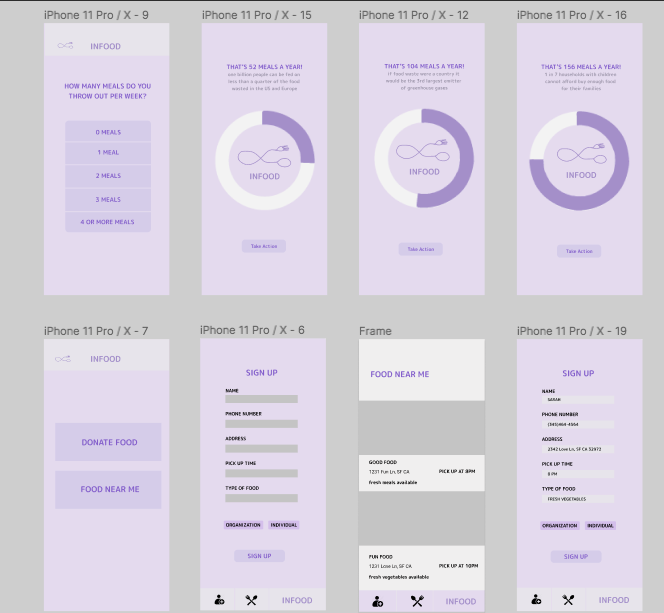 iPhone 11 Pro / X - 9
INFOOD
HOW MANY MEALS DO YOU
THROW OUT PER WEEK?
0 MEALS
1 MEAL
2 MEALS
3 MEALS
4 OR MORE MEALS
iPhone 11 Pro / X - 15
THAT'S 52 MEALS A YEAR!
one billion people can be fed on
less than a quarter of the food
wasted in the US and Europe
INFOOD
Take Action
iPhone 11 Pro / X - 12
THAT'S 104 MEALS A YEAR!
If food waste were a country it
would be the 3rd largest emitter
of greenhouse gases
INFOOD
Take Action
iPhone 11 Pro / X - 16
THAT'S 156 MEALS A YEAR!
1 in 7 households with children
cannot afford buy enough food
for their families
INFOOD
Take Action
iPhone 11 Pro / X - 7
INFOOD
DONATE FOOD
FOOD NEAR ME
iPhone 11 Pro / X - 6
SIGN UP
NAME
PHONE NUMBER
ADDRESS
PICK UP TIME
TYPE OF FOOD
ORGANIZATION INDIVIDUAL
SIGN UP
INFOOD
Frame
FOOD NEAR ME
GOOD FOOD
1231 Fun Ln, SF CA PICK UP AT 8PM
fresh meals available
FUN FOOD
1231 Love Ln, SF CA PICK UP AT 10PM
fresh vegetables available
INFOOD
iPhone 11 Pro / X - 19
SIGN UP
NAME
SARAH
PHONE NUMBER
(345)464-4564
ADDRESS
2342 Love Ln, SF CA 52972
PICK UP TIME
8 PM
TYPE OF FOOD
FRESH VEGETABLES
ORGANIZATION INDIVIDUAL
SIGN UP
INFOOD